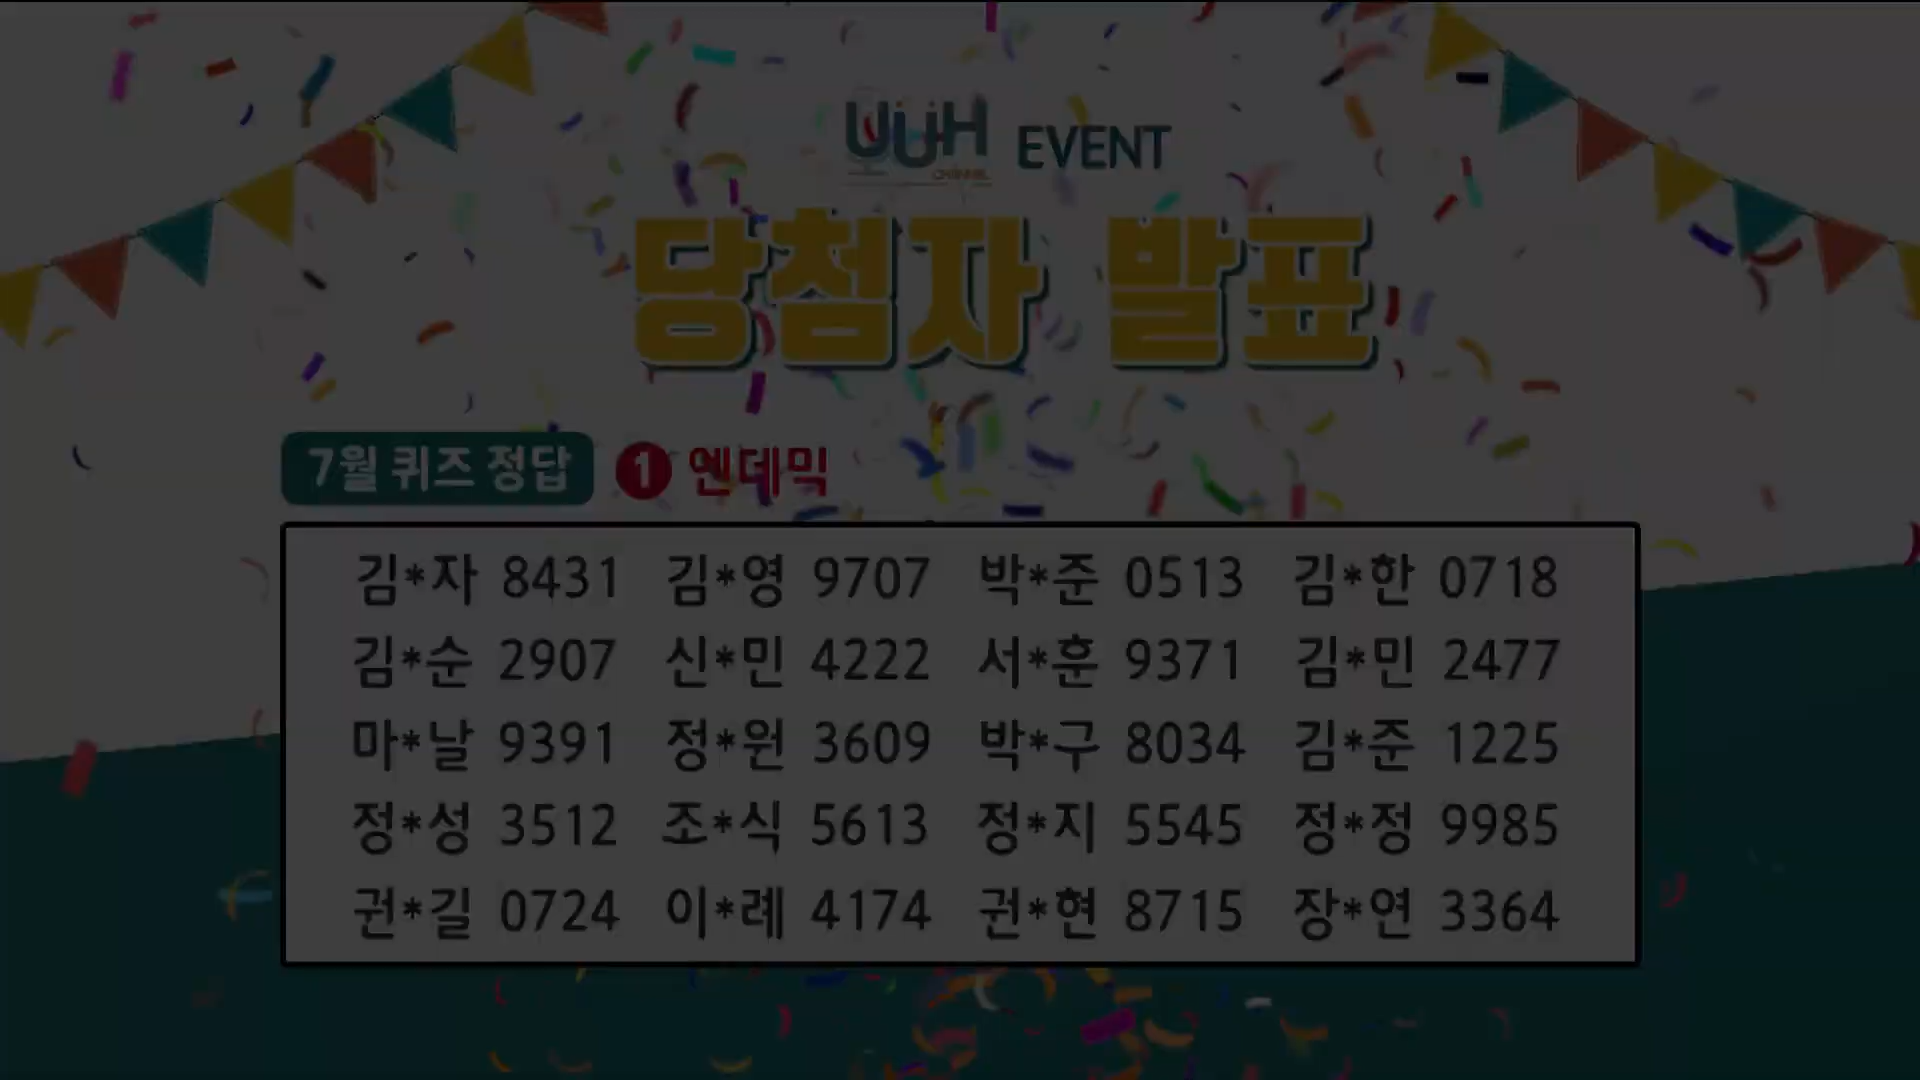 UUH CHANNEL EVENT
당첨자 발표
7월 퀴즈 정답 1 엔데믹
김*자 8431 김*영 9707 박*준 0513 김*한 0718
김*순 2907 신*민 4222 서*훈 9371 김*민 2477
마*날 9391 정*원 3609 박*구 8034 김*준 1225
정*성 3512 조*식 5613 정*지 5545 정*정 9985
권*길 0724 이*례 4174 권*현 8715 장*연 3364